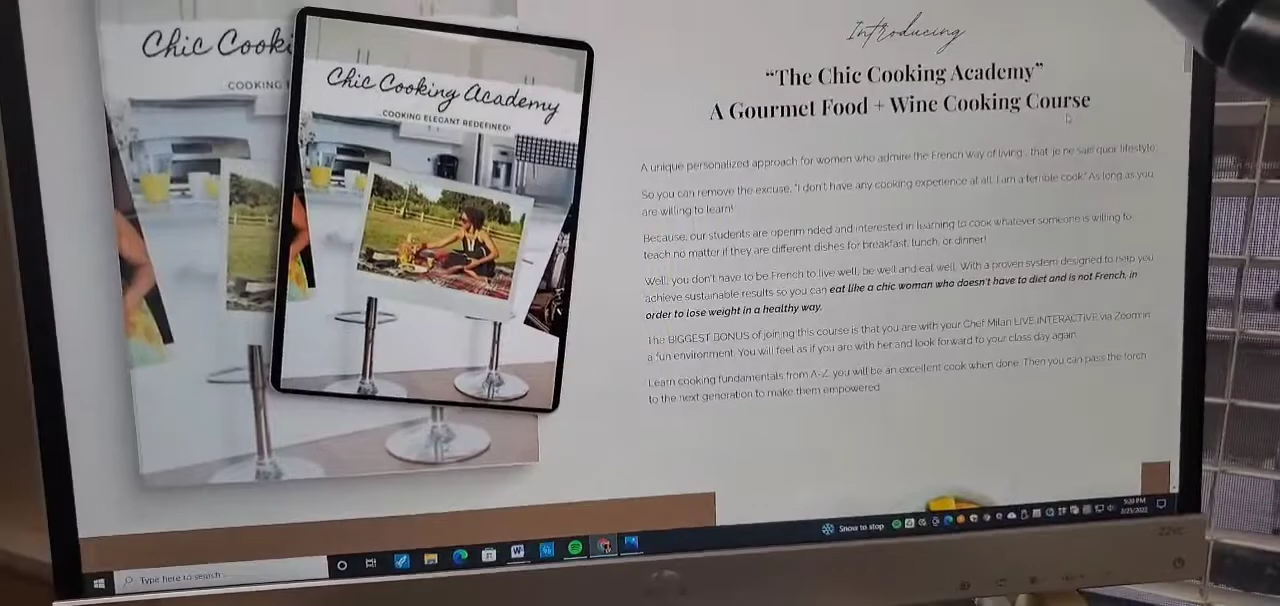 Chic Cooki
COOKING
Chic Cooking Academy
COOKING ELEGANT REDEFINED!
Introducing
“The Chic Cooking Academy”
A Gourmet Food + Wine Cooking Course
A unique personalized approach for women who admire the French way of living... that je ne sais quoi lifestyle.
So you can remove the excuse, "I don't have any cooking experience at all. I am a terrible cook." As long as you
are willing to learn!
Because, our students are openminded and interested in learning to cook whatever someone is willing to
teach no matter if they are different dishes for breakfast, lunch, or dinner!
Well, you don't have to be French to live well, be well and eat well. With a proven system designed to help you
achieve sustainable results so you can eat like a chic woman who doesn't have to diet and is not French, in
order to lose weight in a healthy way.
The BIGGEST BONUS of joining this course is that you are with your Chef Milan LIVE INTERACTIVE via Zoom in
a fun environment. You will feel as if you are with her and look forward to your class day again.
Learn cooking fundamentals from A-Z, you will be an excellent cook when done. Then you can pass the torch
to the next generation to make them empowered.
Type here to search
Snow to stop
5:20 PM
2/25/2022